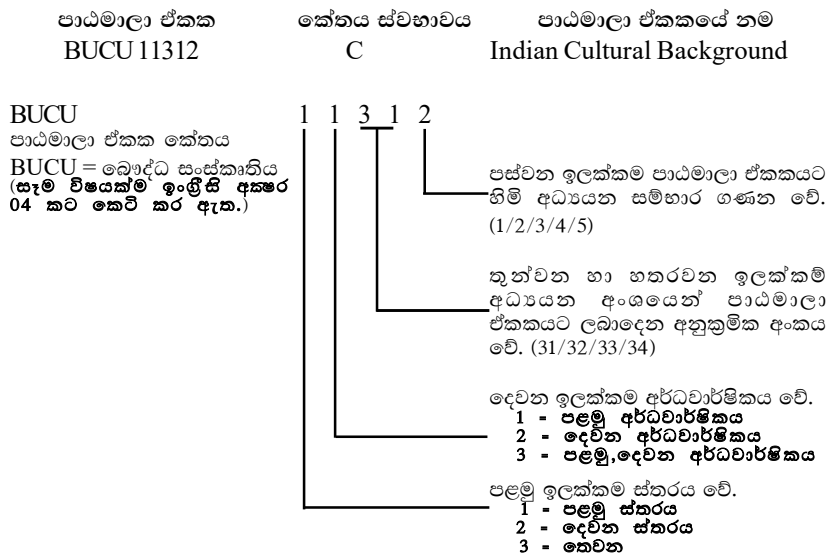 පාඨමාලා ඒකක කේතය ස්වභාවය පාඨමාලා ඒකකයේ නම
BUCU 11312 C Indian Cultural Background
BUCU 1 1 3 1 2
පාඨමාලා ඒකක කේතය
BUCU = බෞද්ධ සංස්කෘතිය
(සෑම විෂයක්ම ඉංග්‍රීසි අක්‍ෂර
04 කට කෙටි කර ඇත.)
පස්වන ඉලක්කම පාඨමාලා ඒකකයට
හිමි අධ්‍යයන සම්භාර ගණන වේ.
(1/2/3/4/5)
තුන්වන හා හතරවන ඉලක්කම්
අධ්‍යයන අංශයෙන් පාඨමාලා
ඒකකයට ලබාදෙන අනුක්‍රමික අංකය
වේ. (31/32/33/34)
දෙවන ඉලක්කම අර්ධවාර්ෂිකය වේ.
1 - පළමු අර්ධවාර්ෂිකය
2 - දෙවන අර්ධවාර්ෂිකය
3 - පළමු,දෙවන අර්ධවාර්ෂිකය
පළමු ඉලක්කම ස්තරය වේ.
1 - පළමු ස්තරය
2 - දෙවන ස්තරය
3 - තෙවන